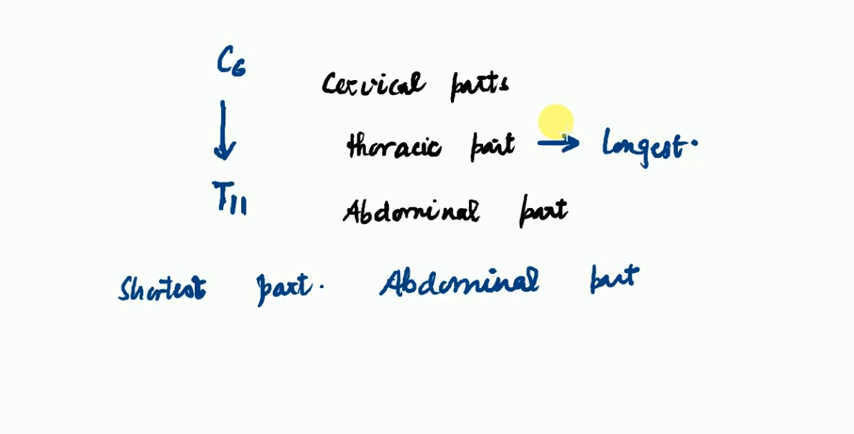 C6
Cervical parts
thoracic part → longest.
T11
Abdominal part
Shortest part. Abdominal part